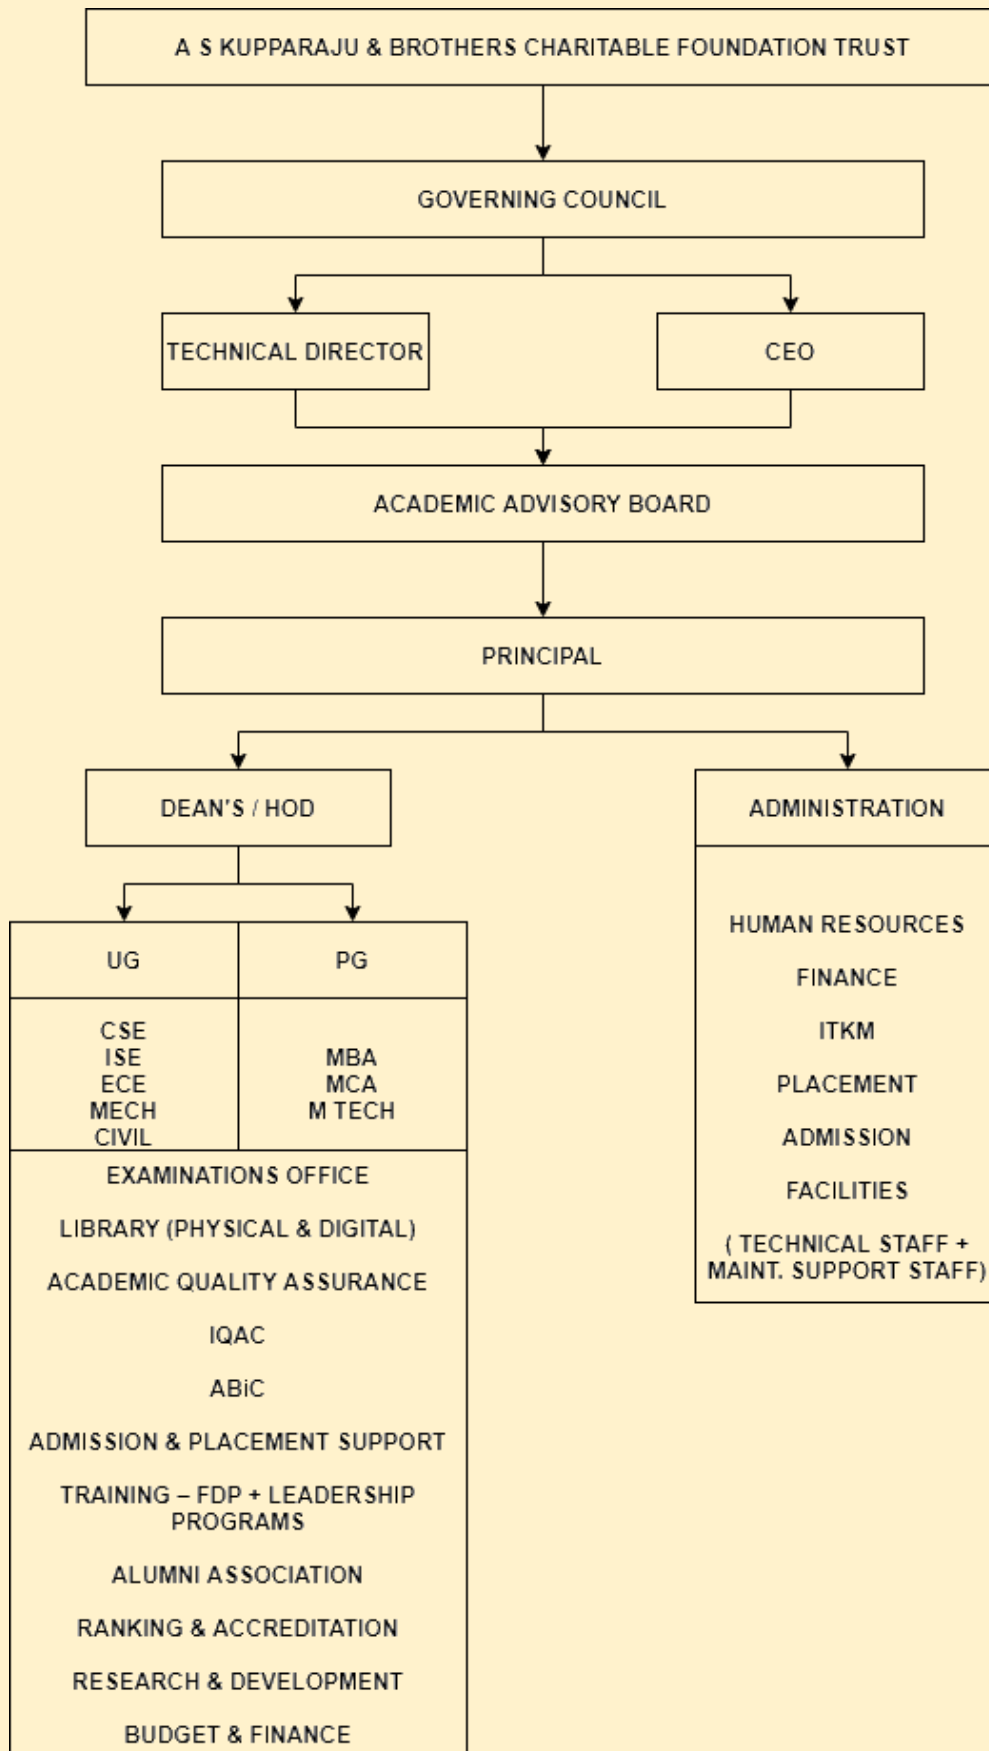 A S KUPPARAJU & BROTHERS CHARITABLE FOUNDATION TRUST
GOVERNING COUNCIL
TECHNICAL DIRECTOR
CEO
ACADEMIC ADVISORY BOARD
PRINCIPAL
DEAN'S / HOD
ADMINISTRATION
UG
PG
CSE
ISE
ECE
MECH
CIVIL
MBA
MCA
M TECH
EXAMINATIONS OFFICE
LIBRARY (PHYSICAL & DIGITAL)
ACADEMIC QUALITY ASSURANCE
IQAC
ABiC
ADMISSION & PLACEMENT SUPPORT
TRAINING – FDP + LEADERSHIP
PROGRAMS
ALUMNI ASSOCIATION
RANKING & ACCREDITATION
RESEARCH & DEVELOPMENT
BUDGET & FINANCE
HUMAN RESOURCES
FINANCE
ITKM
PLACEMENT
ADMISSION
FACILITIES
( TECHNICAL STAFF +
MAINT. SUPPORT STAFF)